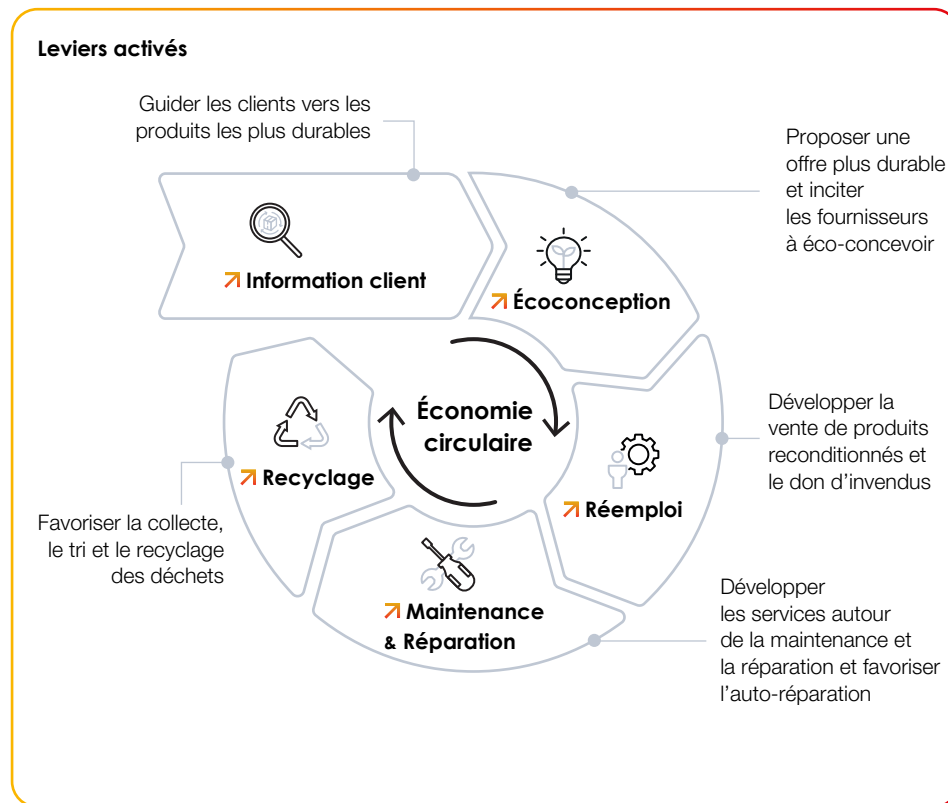 Leviers activés
Guider les clients vers les
produits les plus durables
Information client
Proposer une
offre plus durable
et inciter
les fournisseurs
à éco-concevoir
Écoconception
Économie
circulaire
Développer la
vente de produits
reconditionnés et
le don d’invendus
Réemploi
Développer
les services autour
de la maintenance et
la réparation et favoriser
l’auto-réparation
Maintenance
& Réparation
Recyclage
Favoriser la collecte,
le tri et le recyclage
des déchets